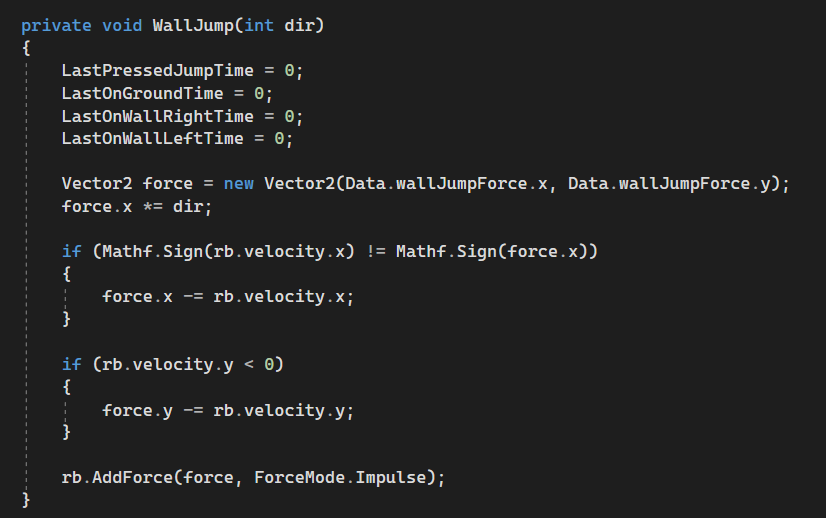 private void WallJump(int dir)
{
    LastPressedJumpTime = 0;
    LastOnGroundTime = 0;
    LastOnWallRightTime = 0;
    LastOnWallLeftTime = 0;

    Vector2 force = new Vector2(Data.wallJumpForce.x, Data.wallJumpForce.y);
    force.x *= dir;

    if (Mathf.Sign(rb.velocity.x) != Mathf.Sign(force.x))
    {
        force.x -= rb.velocity.x;
    }

    if (rb.velocity.y < 0)
    {
        force.y -= rb.velocity.y;
    }

    rb.AddForce(force, ForceMode.Impulse);
}